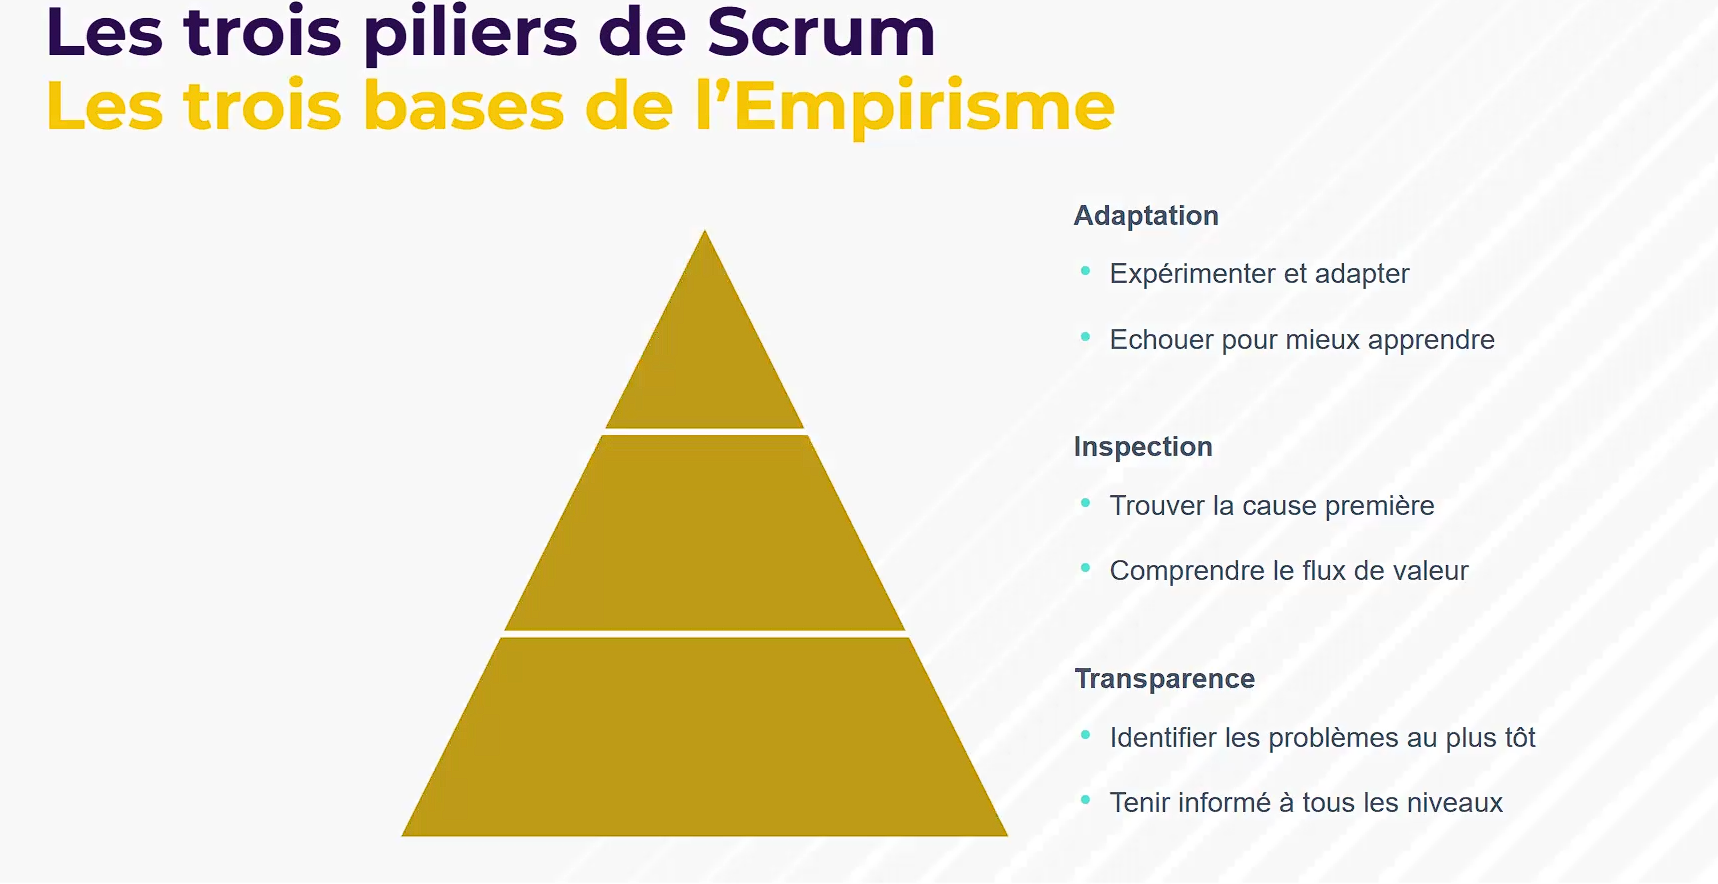 Les trois piliers de Scrum
Les trois bases de l’Empirisme
Adaptation
Expérimenter et adapter
Echouer pour mieux apprendre
Inspection
Trouver la cause première
Comprendre le flux de valeur
Transparence
Identifier les problèmes au plus tôt
Tenir informé à tous les niveaux